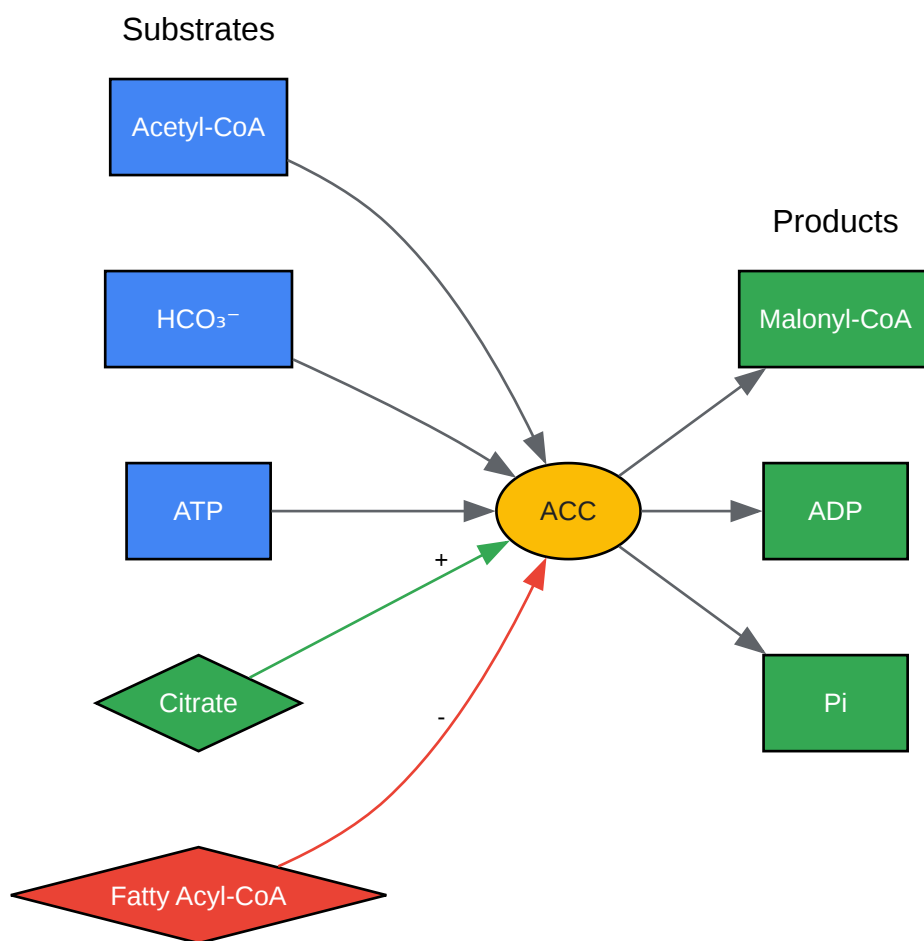 Substrates
Acetyl-CoA
Products
HCO₃⁻
Malonyl-CoA
ATP
ACC
ADP
+
Citrate
-
Pi
Fatty Acyl-CoA